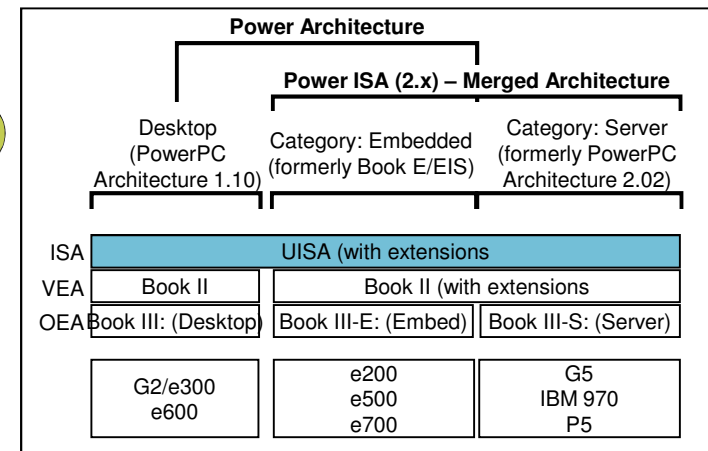 Power Architecture
Power ISA (2.x) – Merged Architecture
Desktop
(PowerPC
Architecture 1.10)
Category: Embedded
(formerly Book E/EIS)
Category: Server
(formerly PowerPC
Architecture 2.02)
ISA UISA (with extensions
VEA Book II Book II (with extensions
OEA Book III: (Desktop) Book III-E: (Embed) Book III-S: (Server)
G2/e300
e600
e200
e500
e700
G5
IBM 970
P5